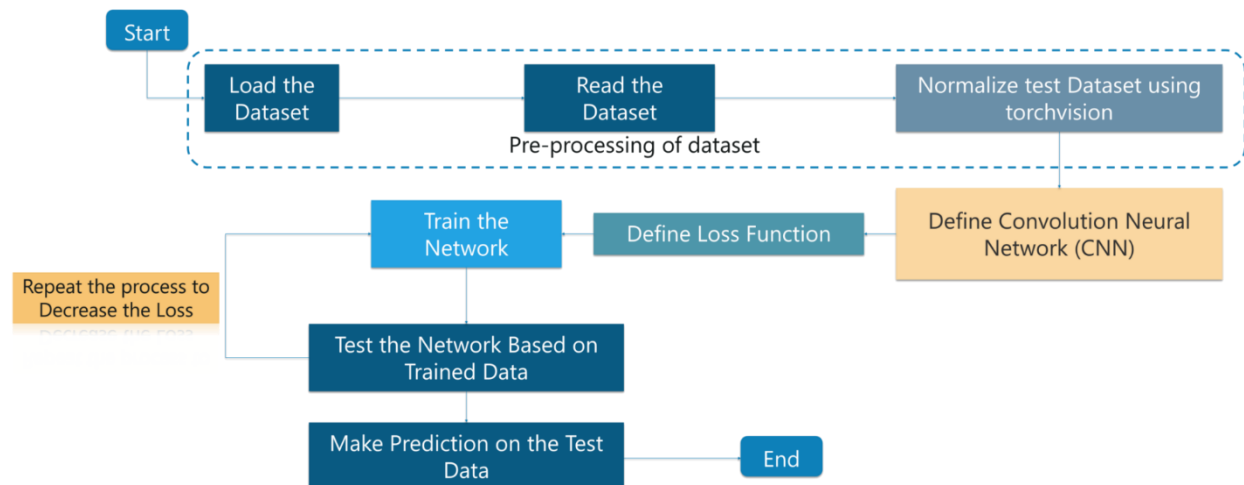 Start
Load the
Dataset
Read the
Dataset
Normalize test Dataset using
torchvision
Pre-processing of dataset
Train the
Network
Define Loss Function
Define Convolution Neural
Network (CNN)
Repeat the process to
Decrease the Loss
Test the Network Based on
Trained Data
Make Prediction on the Test
Data
End